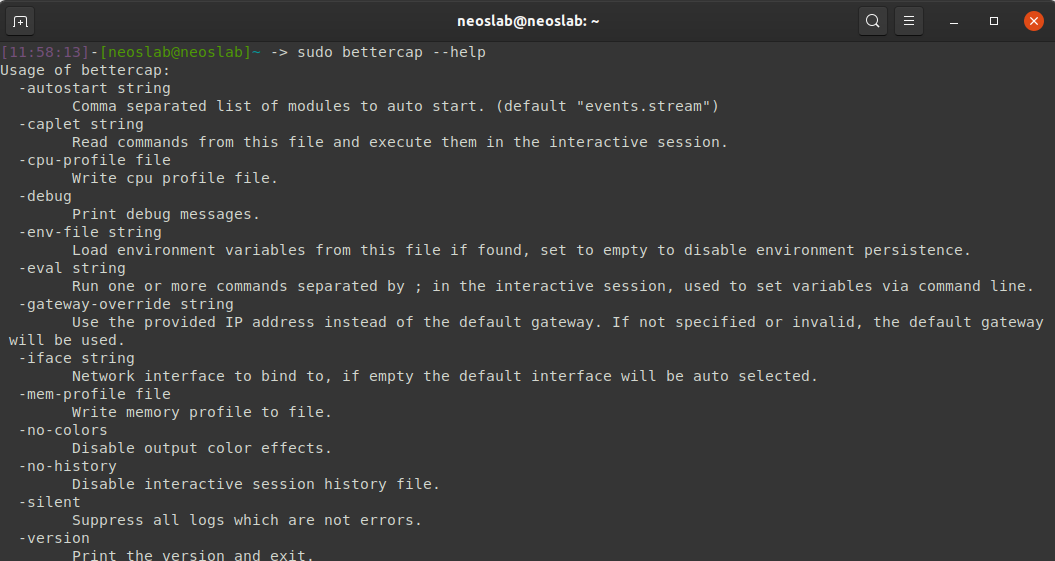 neoslab@neoslab: ~
[11:58:13]-[neoslab@neoslab]~ -> sudo bettercap --help
Usage of bettercap:
  -autostart string
        Comma separated list of modules to auto start. (default "events.stream")
  -caplet string
        Read commands from this file and execute them in the interactive session.
  -cpu-profile file
        Write cpu profile file.
  -debug
        Print debug messages.
  -env-file string
        Load environment variables from this file if found, set to empty to disable environment persistence.
  -eval string
        Run one or more commands separated by ; in the interactive session, used to set variables via command line.
  -gateway-override string
        Use the provided IP address instead of the default gateway. If not specified or invalid, the default gateway
 will be used.
  -iface string
        Network interface to bind to, if empty the default interface will be auto selected.
  -mem-profile file
        Write memory profile to file.
  -no-colors
        Disable output color effects.
  -no-history
        Disable interactive session history file.
  -silent
        Suppress all logs which are not errors.
  -version
        Print the version and exit.